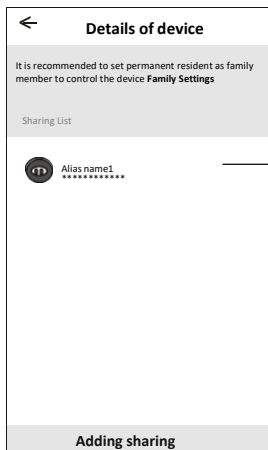 Details of device
It is recommended to set permanent resident as family
member to control the device Family Settings
Sharing List
Alias name1
************
Adding sharing